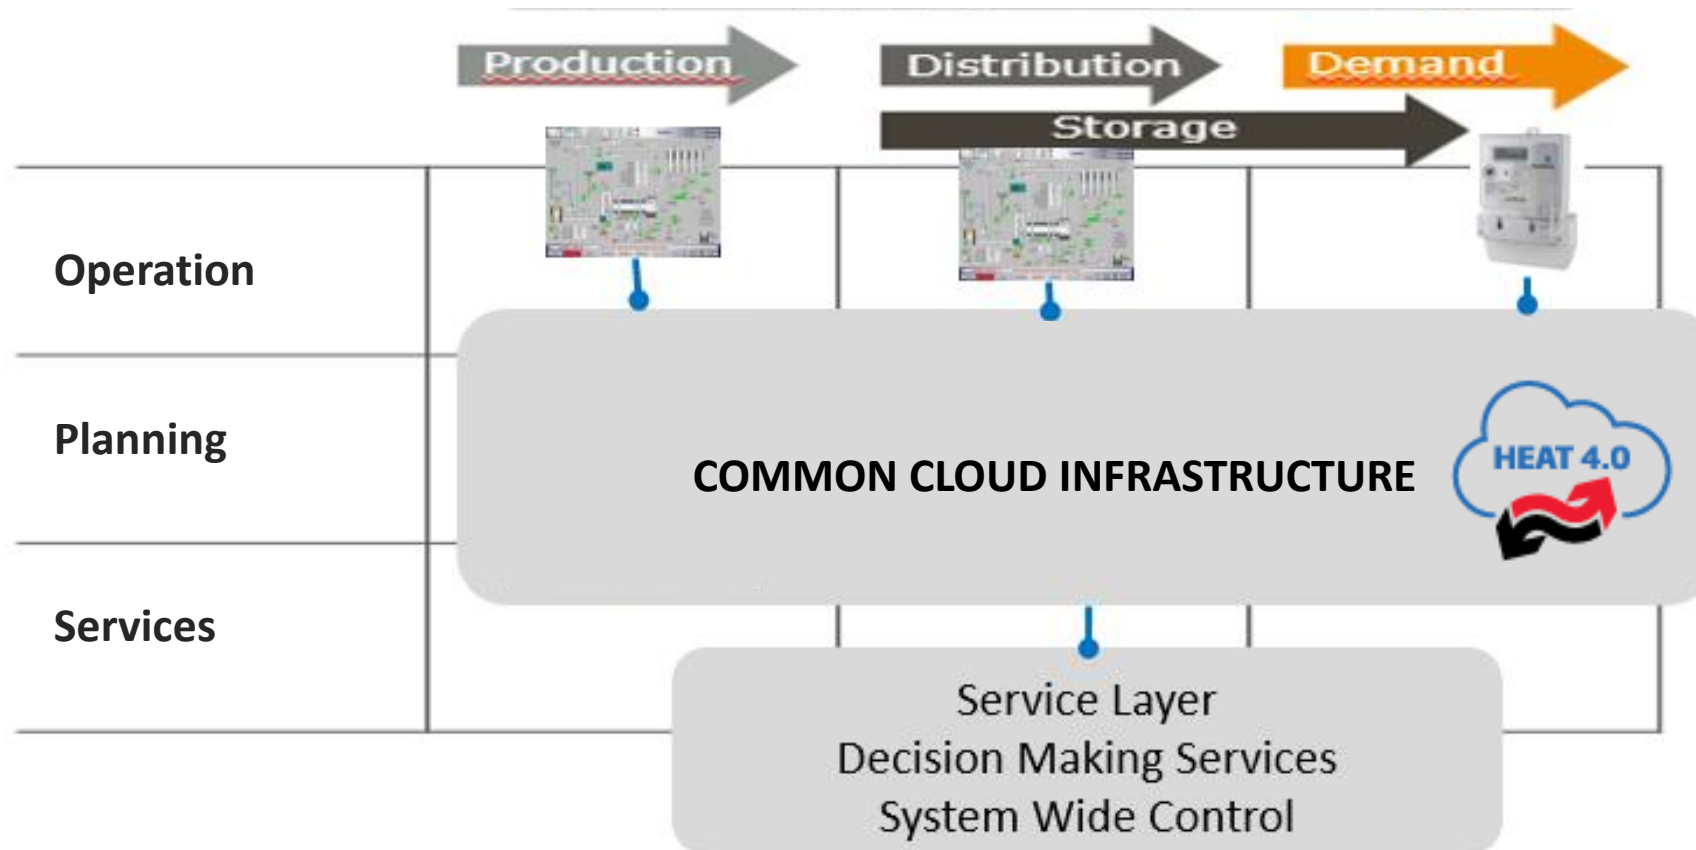 Production
Distribution
Demand
Storage
Operation
Planning
COMMON CLOUD INFRASTRUCTURE
HEAT 4.0
Services
Service Layer
Decision Making Services
System Wide Control